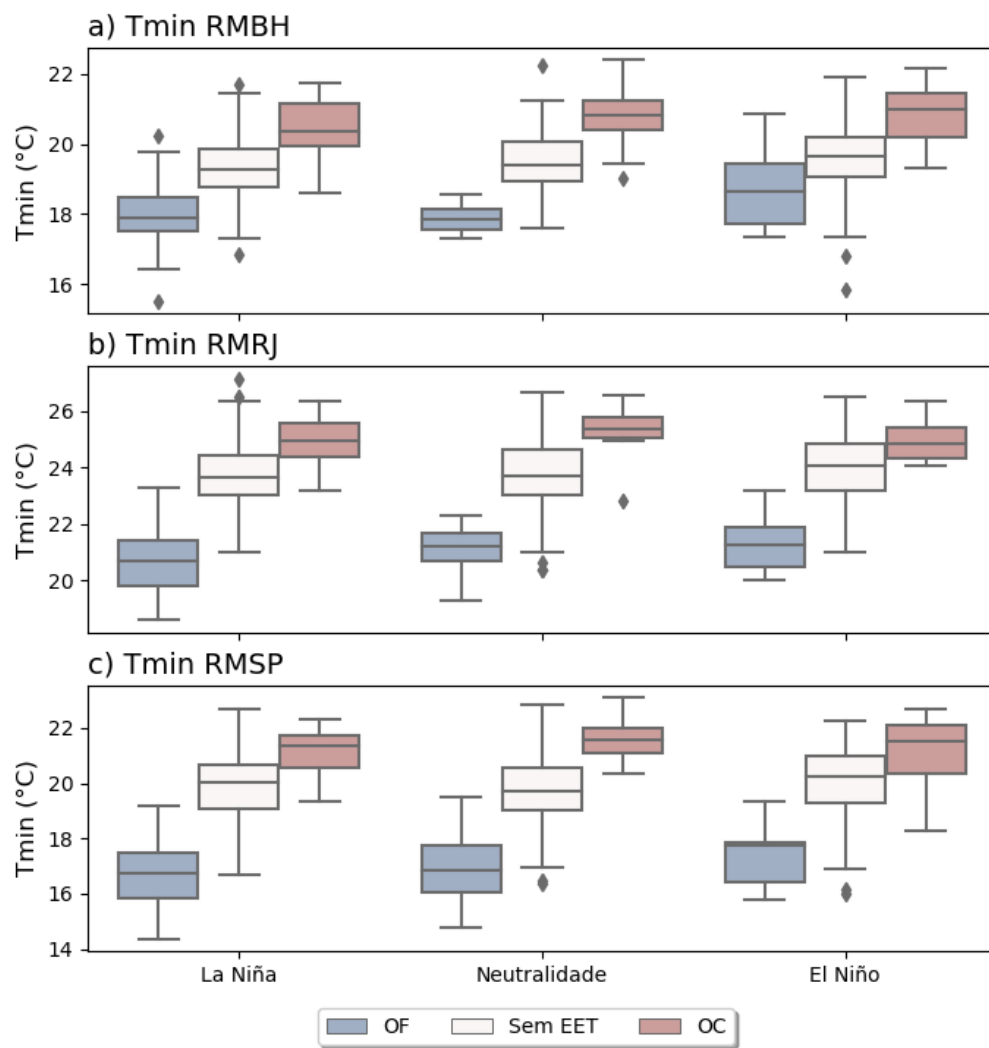 a) Tmin RMBH
Tmin (°C)
22
20
18
16
b) Tmin RMRJ
Tmin (°C)
26
24
22
20
c) Tmin RMSP
Tmin (°C)
22
20
18
16
14
La Niña Neutralidade El Niño
OF Sem EET OC